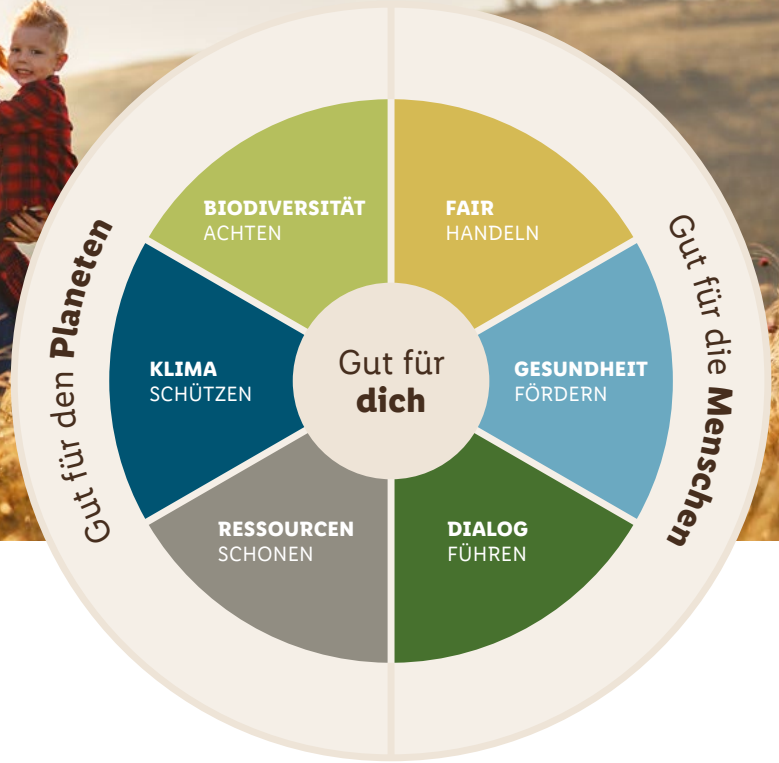 Gut für den Planeten
BIODIVERSITÄT
ACHTEN
KLIMA
SCHÜTZEN
RESSOURCEN
SCHONEN
Gut für
dich
FAIR
HANDELN
GESUNDHEIT
FÖRDERN
DIALOG
FÜHREN
Gut für die Menschen